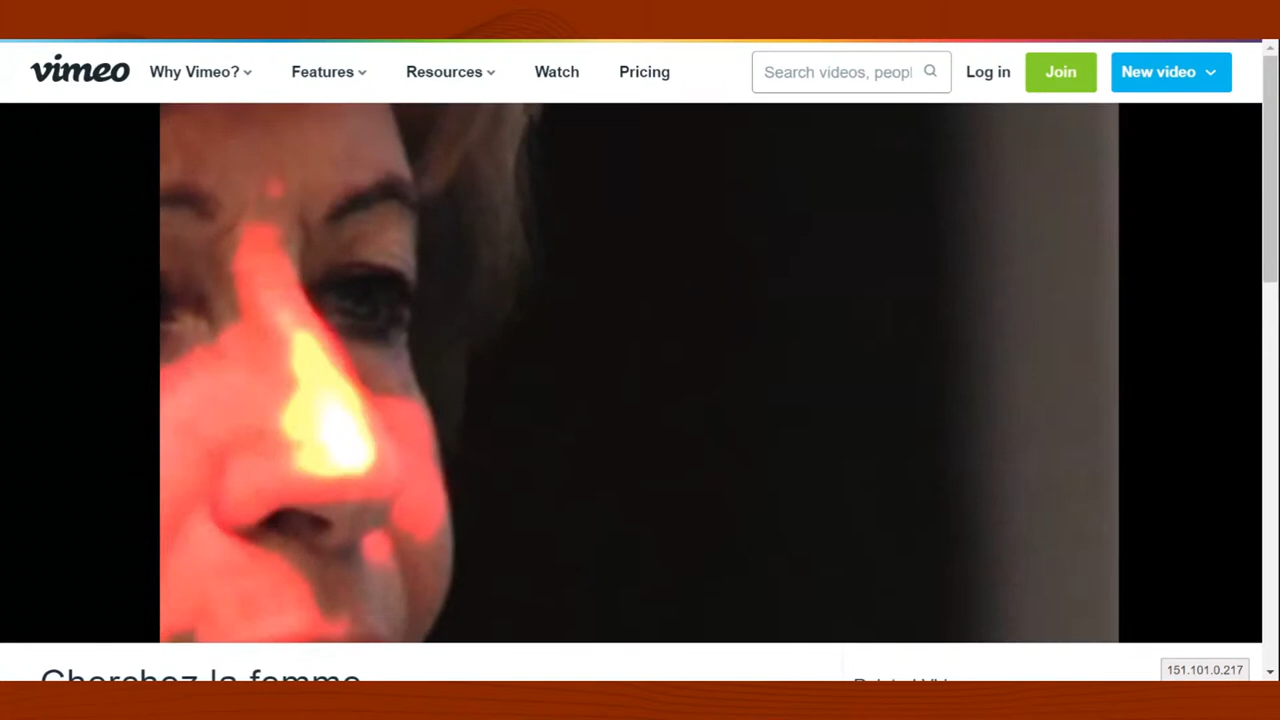 vimeo Why Vimeo? Features Resources Watch Pricing Search videos, peopl Log in Join New video
Cherchez la femme
151.101.0.217